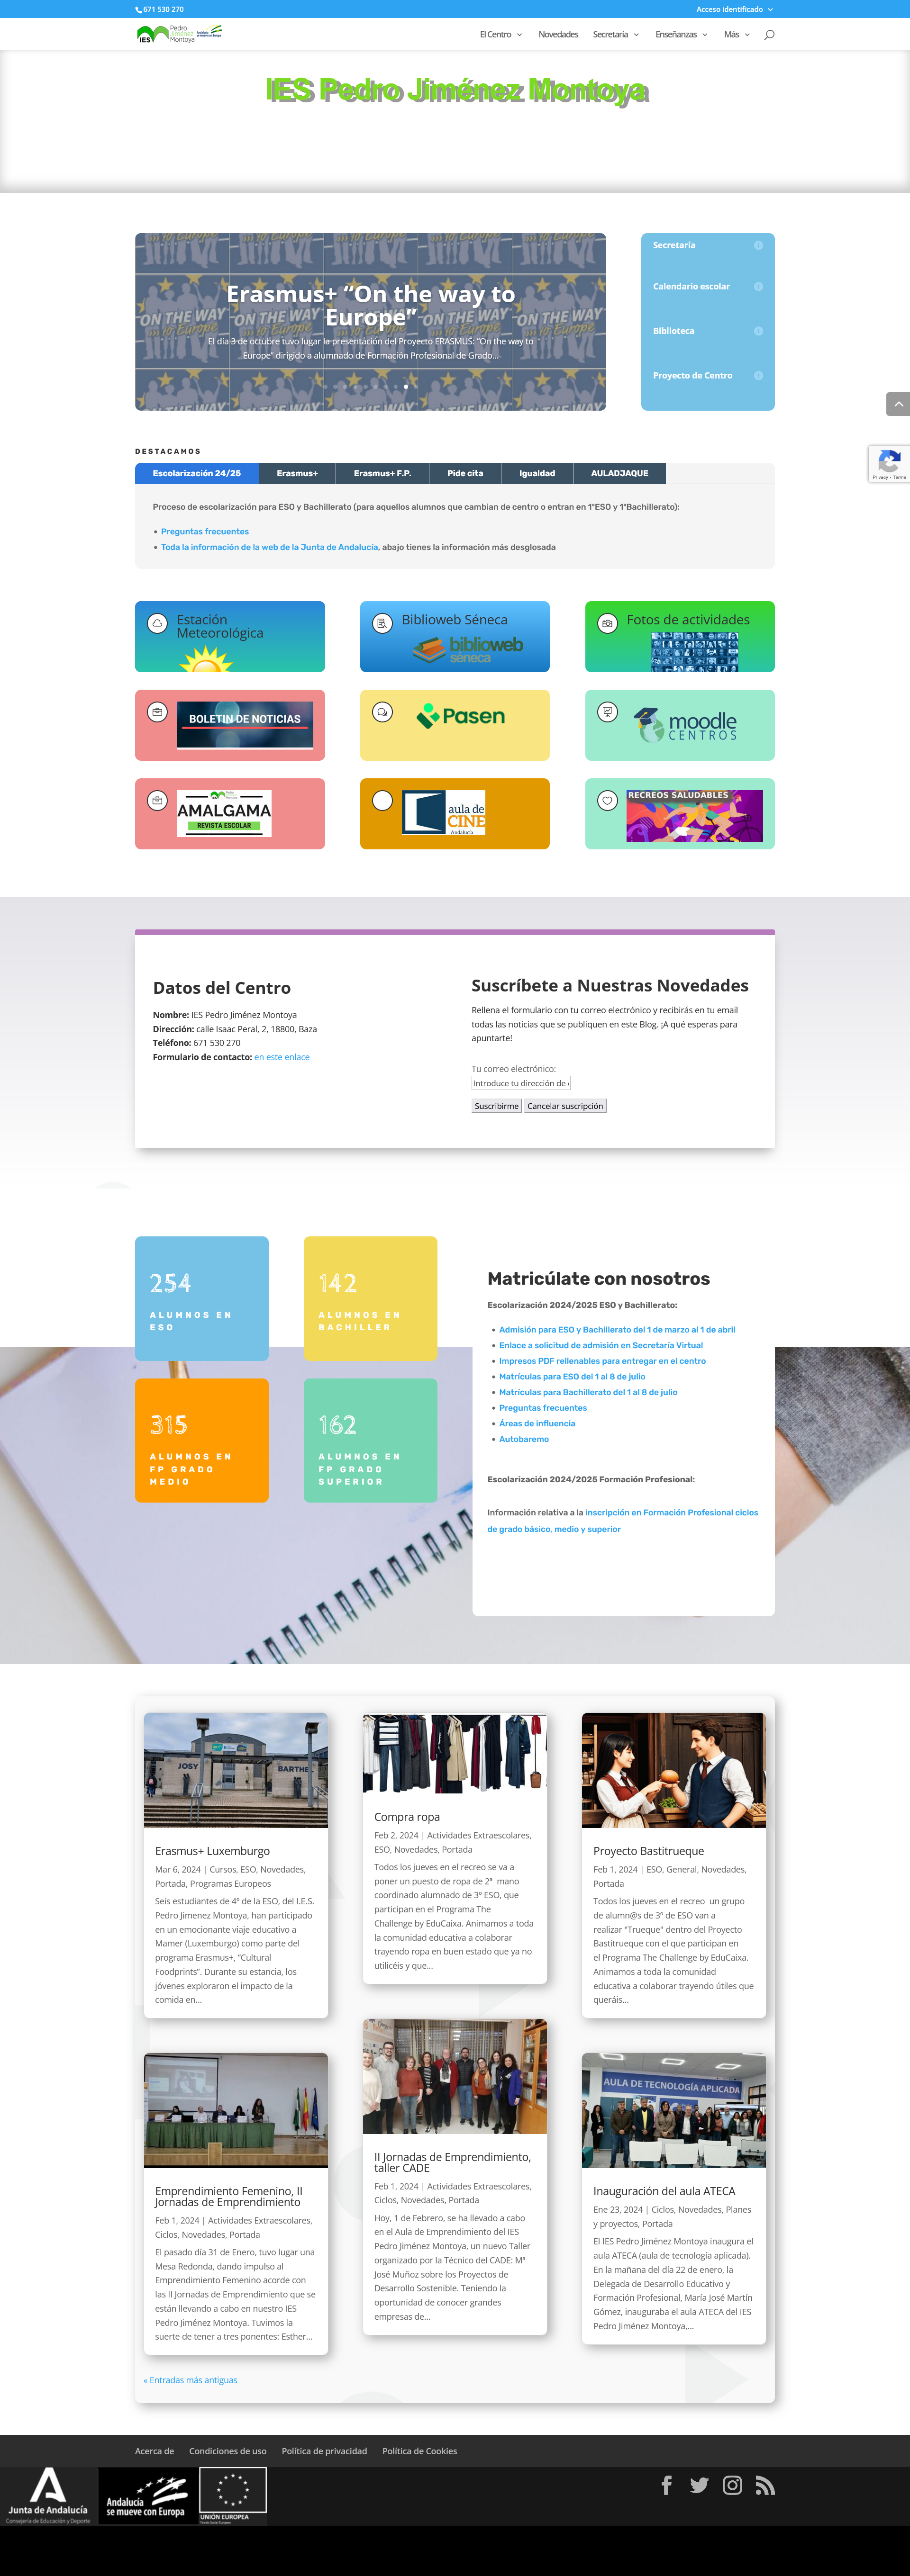 671 530 270
Acceso identificado
IES Pedro Jiménez Montoya
El Centro
Novedades
Secretaría
Enseñanzas
Más
IES Pedro Jiménez Montoya
Erasmus+ “On the way to
Europe”
El día 3 de octubre tuvo lugar la presentación del Proyecto ERASMUS: “On the way to
Europe” dirigido a alumnado de Formación Profesional de Grado...
Secretaría
Calendario escolar
Biblioteca
Proyecto de Centro
Privacy - Terms
DESTACAMOS
Escolarización 24/25
Erasmus+
Erasmus+ F.P.
Pide cita
Igualdad
AULADJAQUE
Proceso de escolarización para ESO y Bachillerato (para aquellos alumnos que cambian de centro o entran en 1ºESO y 1ºBachillerato):
Preguntas frecuentes
Toda la información de la web de la Junta de Andalucía, abajo tienes la información más desglosada
Estación
Meteorológica
Biblioweb Séneca
biblioweb
séneca
Fotos de actividades
BOLETIN DE NOTICIAS
Pasen
moodle
CENTROS
AMALGAMA
REVISTA ESCOLAR
aula de
CINE
Andalucía
RECREOS SALUDABLES
Datos del Centro
Nombre: IES Pedro Jiménez Montoya
Dirección: calle Isaac Peral, 2, 18800, Baza
Teléfono: 671 530 270
Formulario de contacto: en este enlace
Suscríbete a Nuestras Novedades
Rellena el formulario con tu correo electrónico y recibirás en tu email
todas las noticias que se publiquen en este Blog. ¡A qué esperas para
apuntarte!
Tu correo electrónico:
Introduce tu dirección de
Suscribirme
Cancelar suscripción
254
ALUMNOS EN
ESO
142
ALUMNOS EN
BACHILLER
315
ALUMNOS EN
FP GRADO
MEDIO
162
ALUMNOS EN
FP GRADO
SUPERIOR
Matricúlate con nosotros
Escolarización 2024/2025 ESO y Bachillerato:
Admisión para ESO y Bachillerato del 1 de marzo al 1 de abril
Enlace a solicitud de admisión en Secretaría Virtual
Impresos PDF rellenables para entregar en el centro
Matrículas para ESO del 1 al 8 de julio
Matrículas para Bachillerato del 1 al 8 de julio
Preguntas frecuentes
Áreas de influencia
Autobaremo
Escolarización 2024/2025 Formación Profesional:
Información relativa a la inscripción en Formación Profesional ciclos
de grado básico, medio y superior
JOSY BARTHEL
Erasmus+ Luxemburgo
Mar 6, 2024 | Cursos, ESO, Novedades,
Portada, Programas Europeos
Seis estudiantes de 4º de la ESO, del I.E.S.
Pedro Jimenez Montoya, han participado
en un emocionante viaje educativo a
Mamer (Luxemburgo) como parte del
programa Erasmus+, “Cultural
Foodprints”. Durante su estancia, los
jóvenes exploraron el impacto de la
comida en...
Compra ropa
Feb 2, 2024 | Actividades Extraescolares,
ESO, Novedades, Portada
Todos los jueves en el recreo se va a
poner un puesto de ropa de 2ª mano
coordinado alumnado de 3º ESO, que
participan en el Programa The
Challenge by EduCaixa. Animamos a toda
la comunidad educativa a colaborar
trayendo ropa en buen estado que ya no
utilicéis y que...
Proyecto Bastitrueque
Feb 1, 2024 | ESO, General, Novedades,
Portada
Todos los jueves en el recreo un grupo
de alumn@s de 3º de ESO van a
realizar "Trueque" dentro del Proyecto
Bastitrueque con el que participan en
el Programa The Challenge by EduCaixa.
Animamos a toda la comunidad
educativa a colaborar trayendo útiles que
queráis...
Emprendimiento Femenino, II
Jornadas de Emprendimiento
Feb 1, 2024 | Actividades Extraescolares,
Ciclos, Novedades, Portada
El pasado día 31 de Enero, tuvo lugar una
Mesa Redonda, dando impulso al
Emprendimiento Femenino acorde con
las II Jornadas de Emprendimiento que se
están llevando a cabo en nuestro IES
Pedro Jiménez Montoya. Tuvimos la
suerte de tener a tres ponentes: Esther...
II Jornadas de Emprendimiento,
taller CADE
Feb 1, 2024 | Actividades Extraescolares,
Ciclos, Novedades, Portada
Hoy, 1 de Febrero, se ha llevado a cabo
en el Aula de Emprendimiento del IES
Pedro Jiménez Montoya, un nuevo Taller
organizado por la Técnico del CADE: Mª
José Muñoz sobre los Proyectos de
Desarrollo Sostenible. Teniendo la
oportunidad de conocer grandes
empresas de...
AULA DE TECNOLOGÍA APLICADA
Inauguración del aula ATECA
Ene 23, 2024 | Ciclos, Novedades, Planes
y proyectos, Portada
El IES Pedro Jiménez Montoya inaugura el
aula ATECA (aula de tecnología aplicada).
En la mañana del día 22 de enero, la
Delegada de Desarrollo Educativo y
Formación Profesional, María José Martín
Gómez, inauguraba el aula ATECA del IES
Pedro Jiménez Montoya,...
« Entradas más antiguas
Acerca de
Condiciones de uso
Política de privacidad
Política de Cookies
Junta de Andalucía
Consejería de Educación y Deporte
Andalucía
se mueve con Europa
UNIÓN EUROPEA